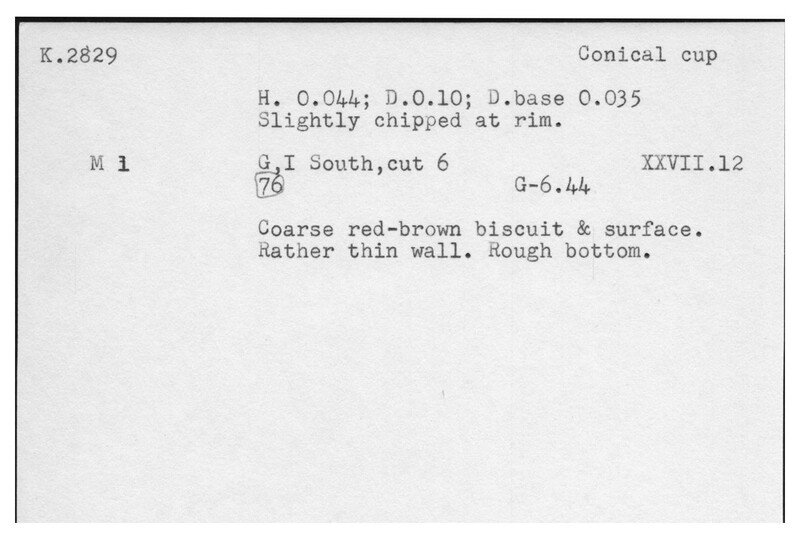 K.2829 Conical cup
H. 0.044; D.0.10; D.base 0.035
Slightly chipped at rim.
M 1 G,I South,cut 6 XXVII.12
76 G-6.44
Coarse red-brown biscuit & surface.
Rather thin wall. Rough bottom.